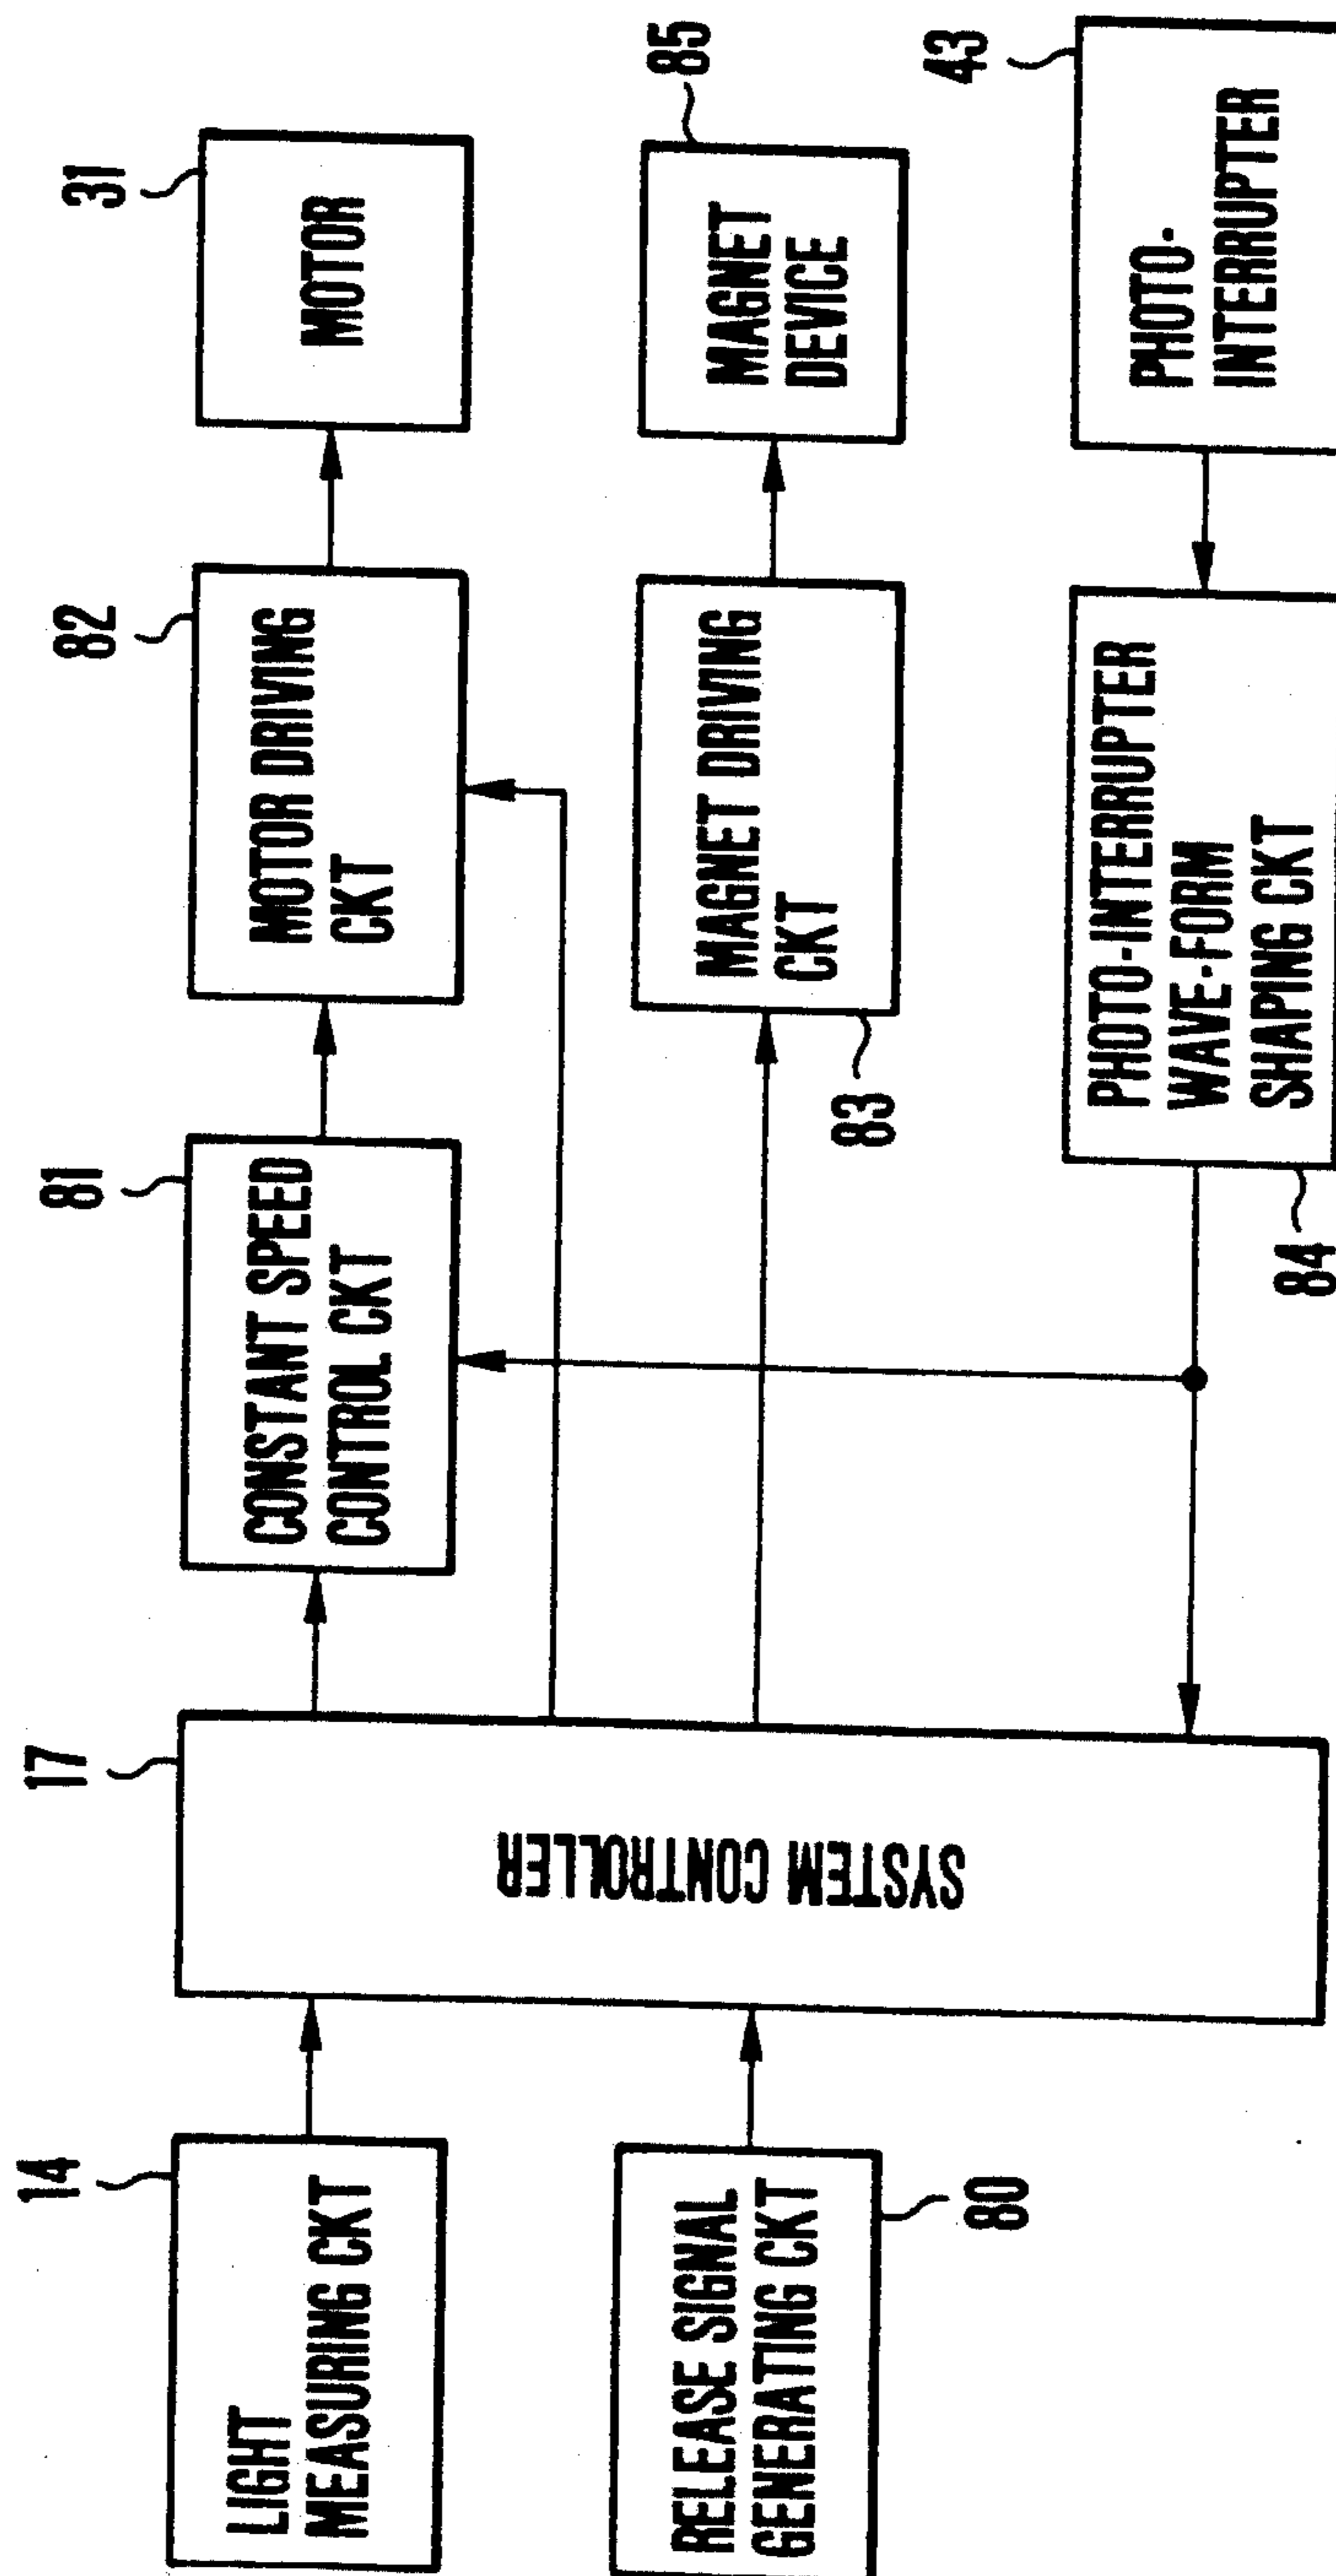 14
LIGHT
MEASURING CKT
RELEASE SIGNAL
GENERATING CKT
80
17
SYSTEM CONTROLLER
81
CONSTANT SPEED
CONTROL CKT
82
MOTOR DRIVING
CKT
31
MOTOR
MAGNET DRIVING
CKT
83
85
MAGNET
DEVICE
PHOTO-INTERRUPTER
WAVE-FORM
SHAPING CKT
84
43
PHOTO-
INTERRUPTER